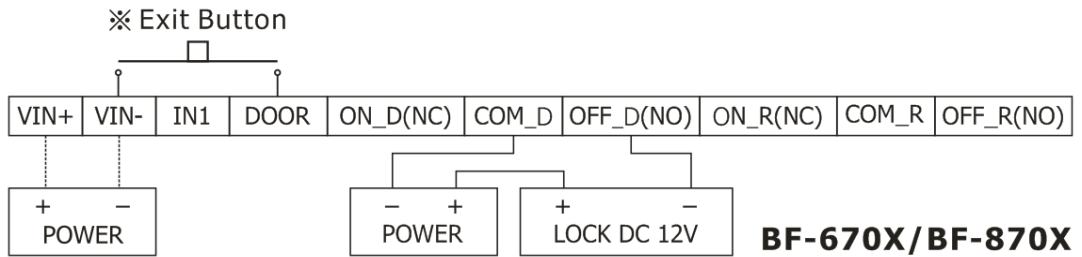 ※ Exit Button
VIN+ VIN- IN1 DOOR ON_D(NC) COM_D OFF_D(NO) ON_R(NC) COM_R OFF_R(NO)
+ − − + + −
POWER POWER LOCK DC 12V
BF-670X/BF-870X